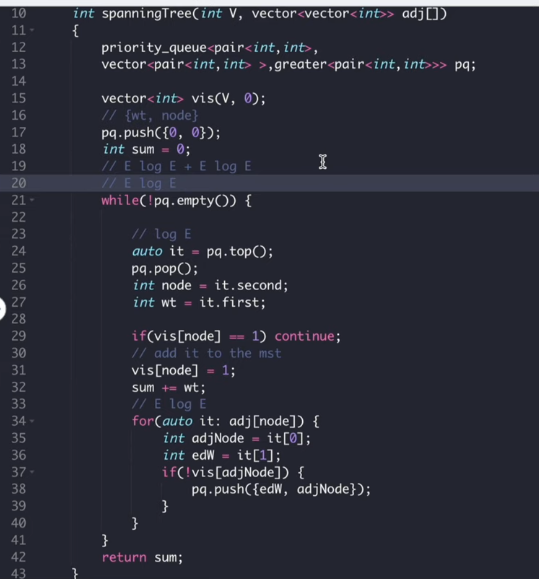 10 int spanningTree(int V, vector<vector<int>> adj[])
11 {
12 priority_queue<pair<int,int>,
13 vector<pair<int,int> >,greater<pair<int,int>>> pq;
14
15 vector<int> vis(V, 0);
16 // {wt, node}
17 pq.push({0, 0});
18 int sum = 0;
19 // E log E + E log E
20 // E log E
21 while(!pq.empty()) {
22
23 // log E
24 auto it = pq.top();
25 pq.pop();
26 int node = it.second;
27 int wt = it.first;
28
29 if(vis[node] == 1) continue;
30 // add it to the mst
31 vis[node] = 1;
32 sum += wt;
33 // E log E
34 for(auto it: adj[node]) {
35 int adjNode = it[0];
36 int edW = it[1];
37 if(!vis[adjNode]) {
38 pq.push({edW, adjNode});
39 }
40 }
41 }
42 return sum;
43 }